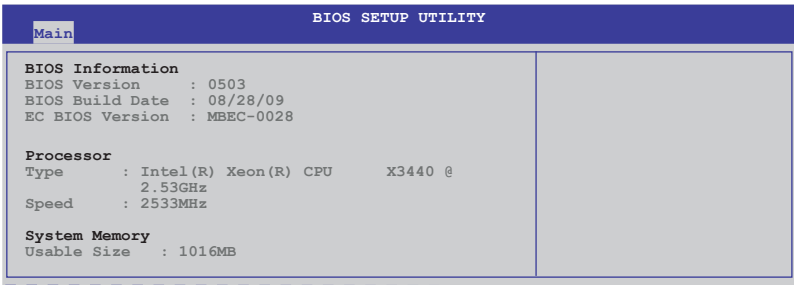 BIOS SETUP UTILITY
Main
BIOS Information
BIOS Version : 0503
BIOS Build Date : 08/28/09
EC BIOS Version : MBEC-0028
Processor
Type : Intel(R) Xeon(R) CPU X3440 @
2.53GHz
Speed : 2533MHz
System Memory
Usable Size : 1016MB